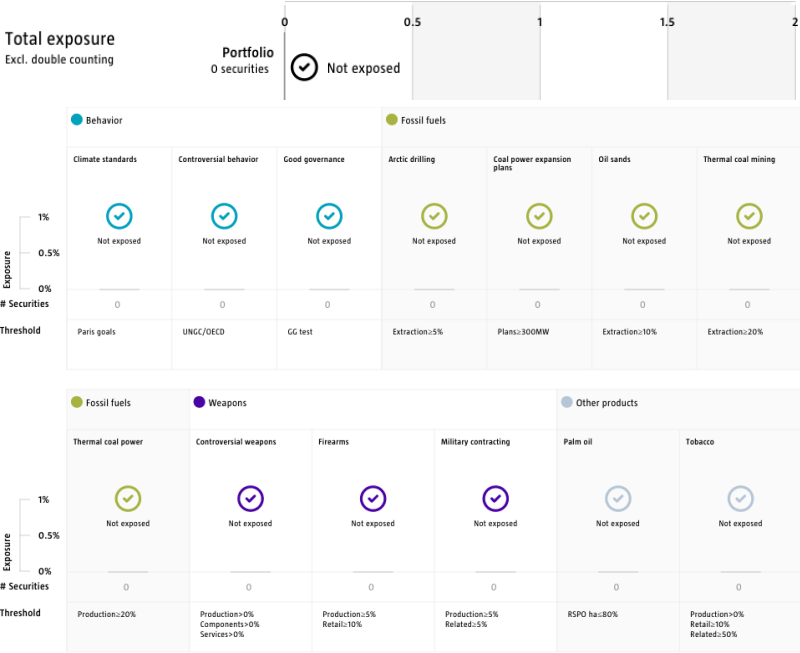 0 0.5 1 1.5 2
Total exposure
Excl. double counting
Portfolio
0 securities
Not exposed
Behavior Fossil fuels
Climate standards Controversial behavior Good governance Arctic drilling Coal power expansion plans Oil sands Thermal coal mining
1%
Not exposed Not exposed Not exposed Not exposed Not exposed Not exposed Not exposed
Exposure
0.5%
0%
# Securities 0 0 0 0 0 0 0
Threshold Paris goals UNGC/OECD GG test Extraction≥5% Plans≥300MW Extraction≥10% Extraction≥20%
Fossil fuels Weapons Other products
Thermal coal power Controversial weapons Firearms Military contracting Palm oil Tobacco
1%
Not exposed Not exposed Not exposed Not exposed Not exposed Not exposed
Exposure
0.5%
0%
# Securities 0 0 0 0 0 0
Threshold Production≥20% Production>0% Production≥5% Production≥5% RSPO ha≤80% Production>0%
Components>0% Retail≥10% Related≥5% Retail≥10%
Services>0% Related≥50%